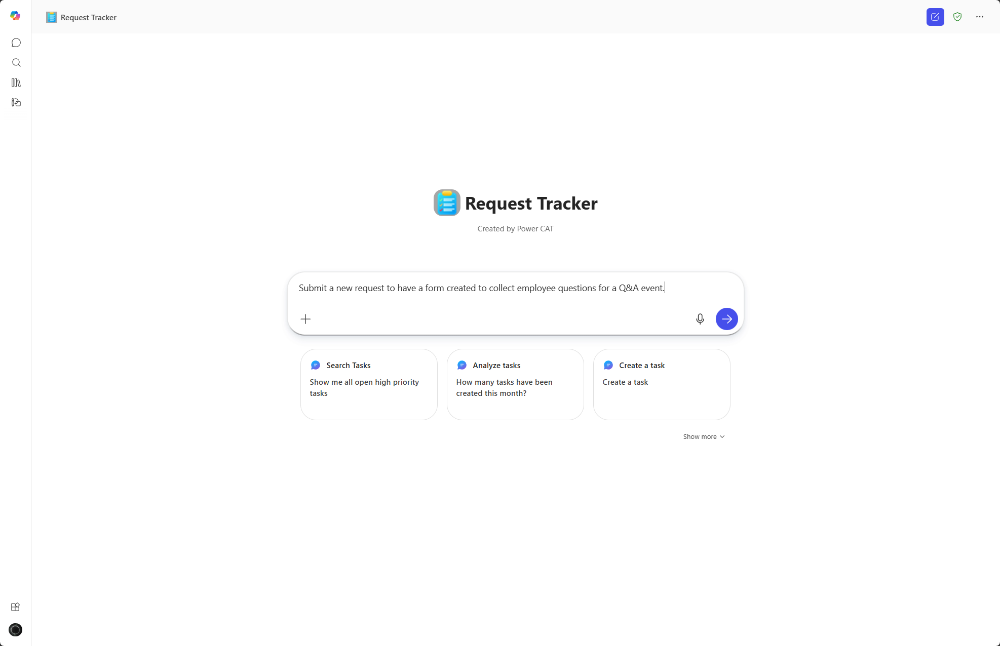 Request Tracker
Request Tracker
Created by Power CAT
Submit a new request to have a form created to collect employee questions for a Q&A event.
Search Tasks
Show me all open high priority
tasks
Analyze tasks
How many tasks have been
created this month?
Create a task
Create a task
Show more